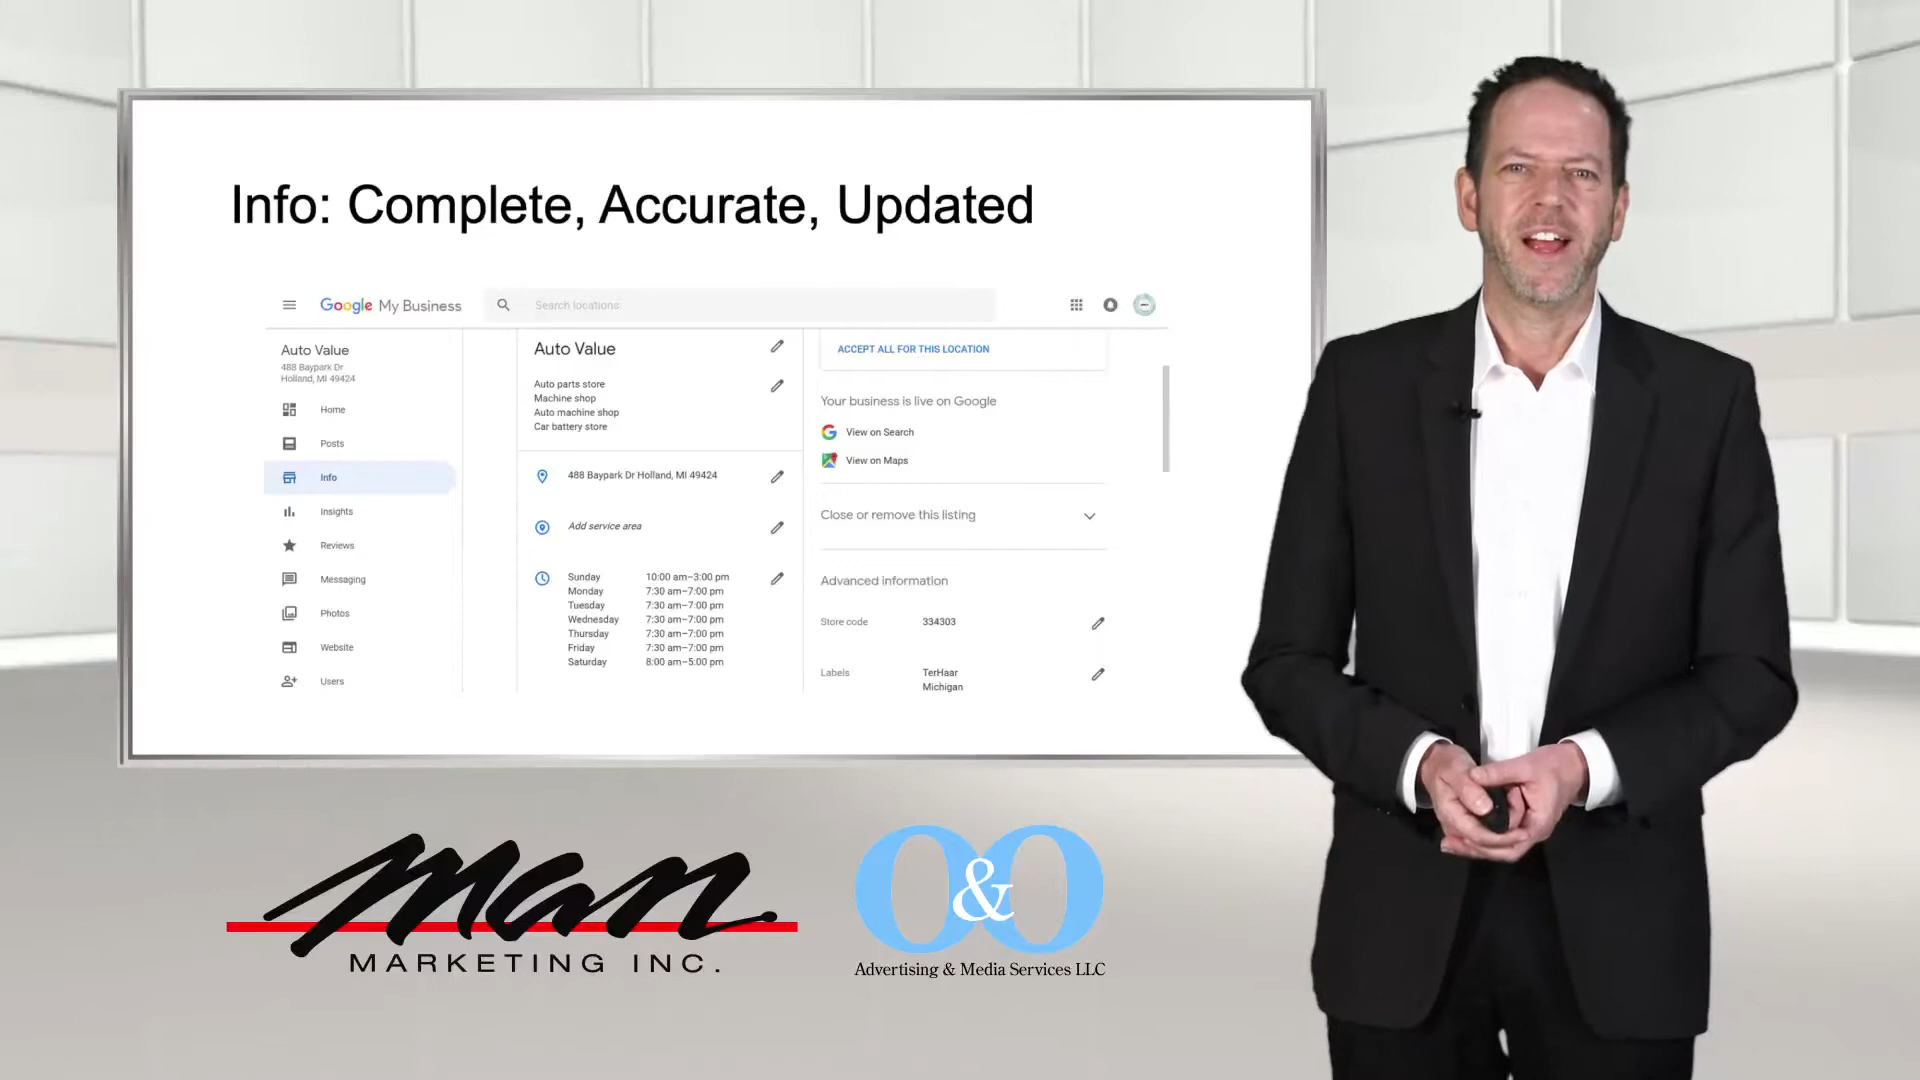 Info: Complete, Accurate, Updated
Google My Business
Search locations
Auto Value
488 Baypark Dr
Holland, MI 49424
Home
Posts
Info
Insights
Reviews
Messaging
Photos
Website
Users
Auto Value
Auto parts store
Machine shop
Auto machine shop
Car battery store
488 Baypark Dr Holland, MI 49424
Add service area
Sunday 10:00 am–3:00 pm
Monday 7:30 am–7:00 pm
Tuesday 7:30 am–7:00 pm
Wednesday 7:30 am–7:00 pm
Thursday 7:30 am–7:00 pm
Friday 7:30 am–7:00 pm
Saturday 8:00 am–5:00 pm
ACCEPT ALL FOR THIS LOCATION
Your business is live on Google
View on Search
View on Maps
Close or remove this listing
Advanced information
Store code 334303
Labels TerHaar
Michigan
man
MARKETING INC.
O&O
Advertising & Media Services LLC